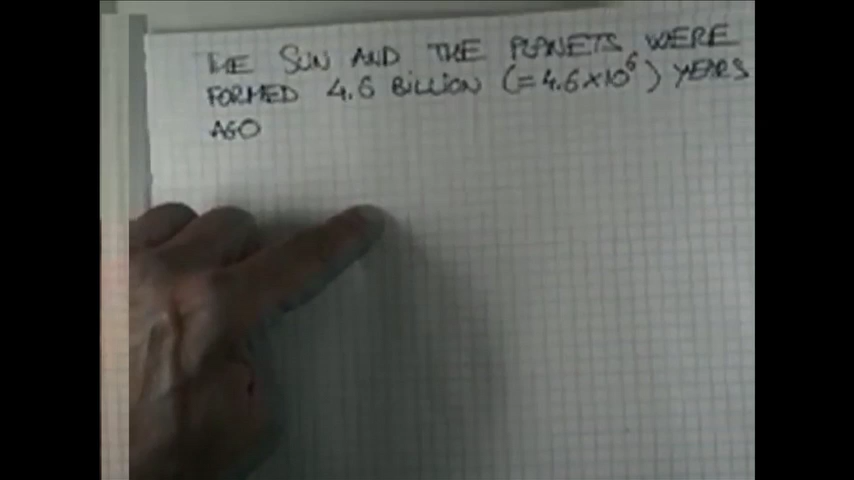 THE SUN AND THE PLANETS WERE
FORMED 4.6 BILLION (=4.6×10⁶) YEARS
AGO